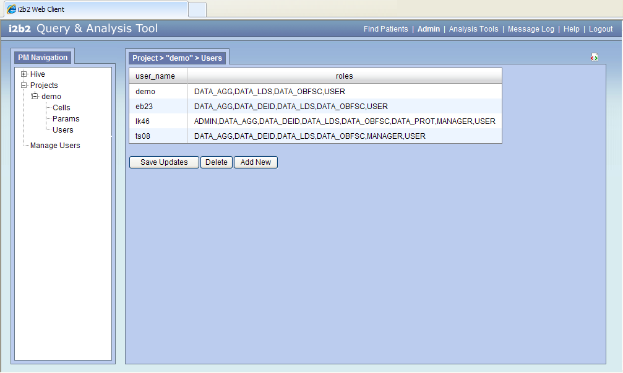 i2b2 Web Client
i2b2 Query & Analysis Tool
Find Patients | Admin | Analysis Tools | Message Log | Help | Logout
PM Navigation
Hive
Projects
demo
Cells
Params
Users
Manage Users
Project > "demo" > Users
user_name roles
demo DATA_AGG,DATA_LDS,DATA_OBFSC,USER
eb23 DATA_AGG,DATA_DEID,DATA_LDS,DATA_OBFSC,USER
lk46 ADMIN,DATA_AGG,DATA_DEID,DATA_LDS,DATA_OBFSC,DATA_PROT,MANAGER,USER
ts08 DATA_AGG,DATA_DEID,DATA_LDS,DATA_OBFSC,MANAGER,USER
Save Updates Delete Add New